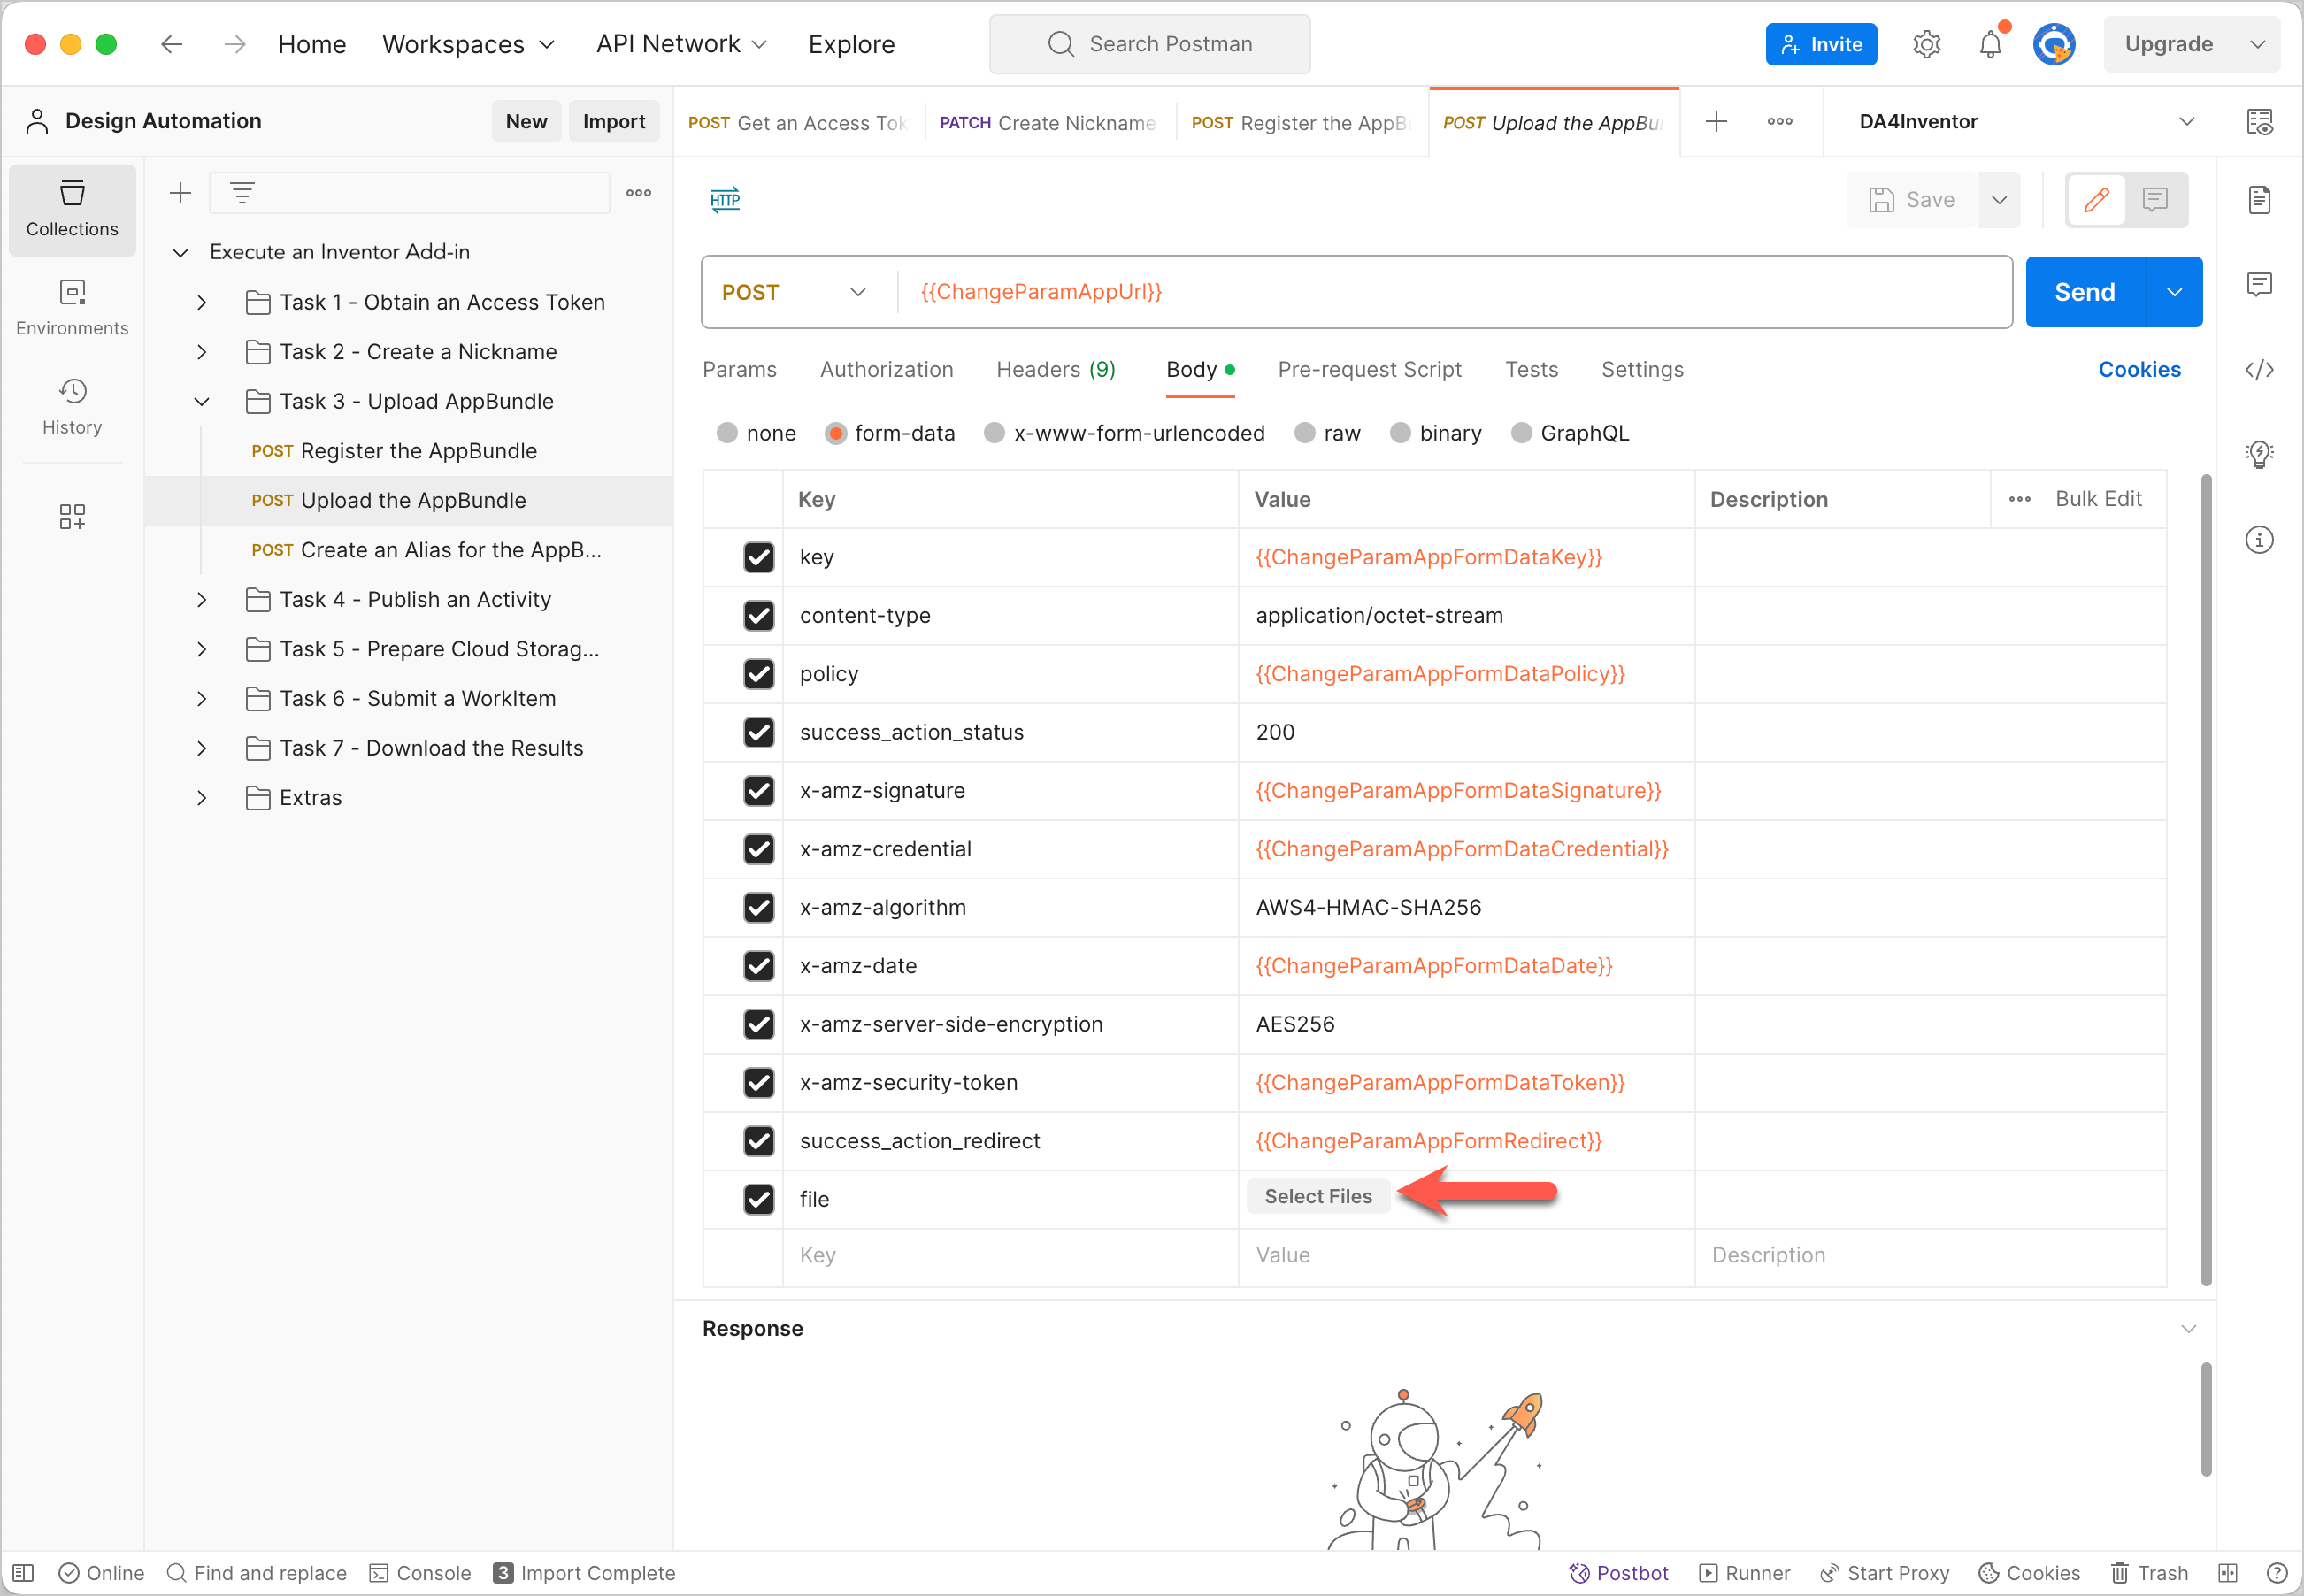 Home Workspaces API Network Explore Search Postman Invite Upgrade
Design Automation New Import
POST Get an Access Tok PATCH Create Nickname POST Register the AppB POST Upload the AppBu DA4Inventor
Collections
Environments
History
Execute an Inventor Add-in
Task 1 - Obtain an Access Token
Task 2 - Create a Nickname
Task 3 - Upload AppBundle
POST Register the AppBundle
POST Upload the AppBundle
POST Create an Alias for the AppB...
Task 4 - Publish an Activity
Task 5 - Prepare Cloud Storag...
Task 6 - Submit a WorkItem
Task 7 - Download the Results
Extras
HTTP Save
POST {{ChangeParamAppUrl}} Send
Params Authorization Headers (9) Body Pre-request Script Tests Settings Cookies
none form-data x-www-form-urlencoded raw binary GraphQL
Key Value Description Bulk Edit
key {{ChangeParamAppFormDataKey}}
content-type application/octet-stream
policy {{ChangeParamAppFormDataPolicy}}
success_action_status 200
x-amz-signature {{ChangeParamAppFormDataSignature}}
x-amz-credential {{ChangeParamAppFormDataCredential}}
x-amz-algorithm AWS4-HMAC-SHA256
x-amz-date {{ChangeParamAppFormDataDate}}
x-amz-server-side-encryption AES256
x-amz-security-token {{ChangeParamAppFormDataToken}}
success_action_redirect {{ChangeParamAppFormRedirect}}
file Select Files
Key Value Description
Response
Online Find and replace Console 3 Import Complete Postbot Runner Start Proxy Cookies Trash